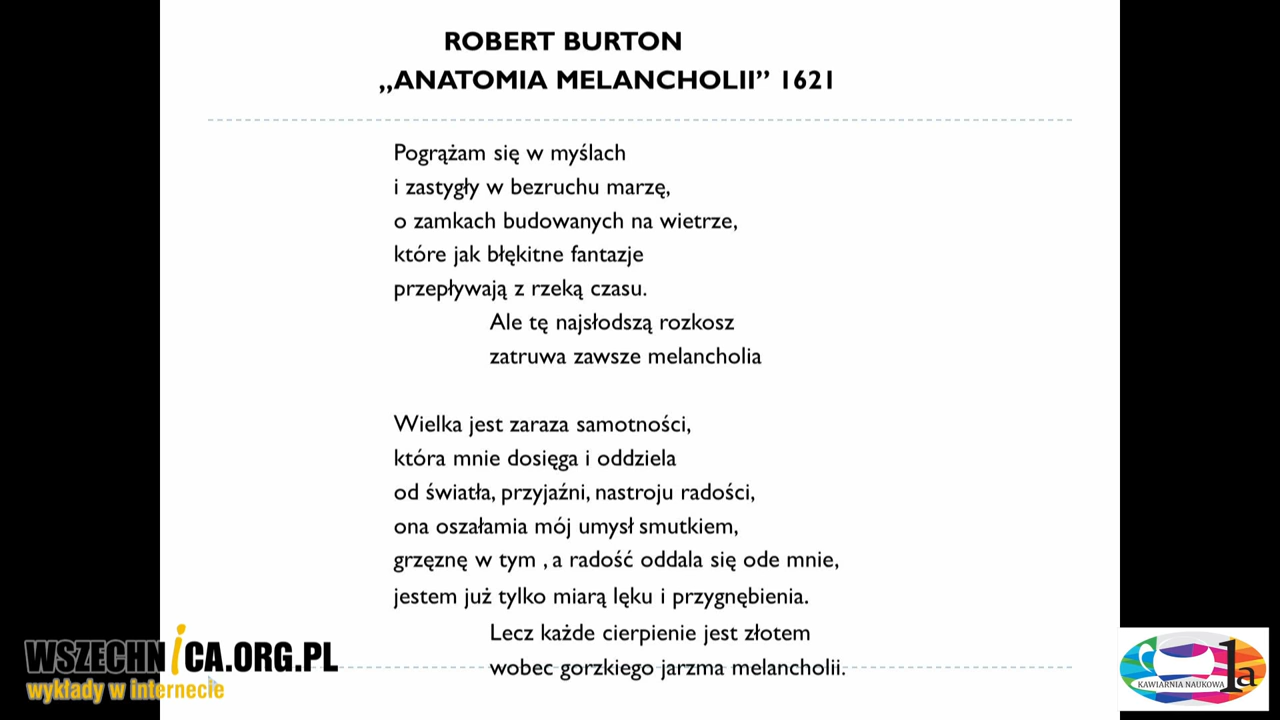 ROBERT BURTON
„ANATOMIA MELANCHOLII” 1621
Pogrążam się w myślach
i zastygły w bezruchu marzę,
o zamkach budowanych na wietrze,
które jak błękitne fantazje
przepływają z rzeką czasu.
Ale tę najsłodszą rozkosz
zatruwa zawsze melancholia
Wielka jest zaraza samotności,
która mnie dosięga i oddziela
od światła, przyjaźni, nastroju radości,
ona oszałamia mój umysł smutkiem,
grzęznę w tym , a radość oddala się ode mnie,
jestem już tylko miarą lęku i przygnębienia.
Lecz każde cierpienie jest złotem
wobec gorzkiego jarzma melancholii.
WSZECHNICA.ORG.PL
wykłady w internecie
KAWIARNIA NAUKOWA 1a